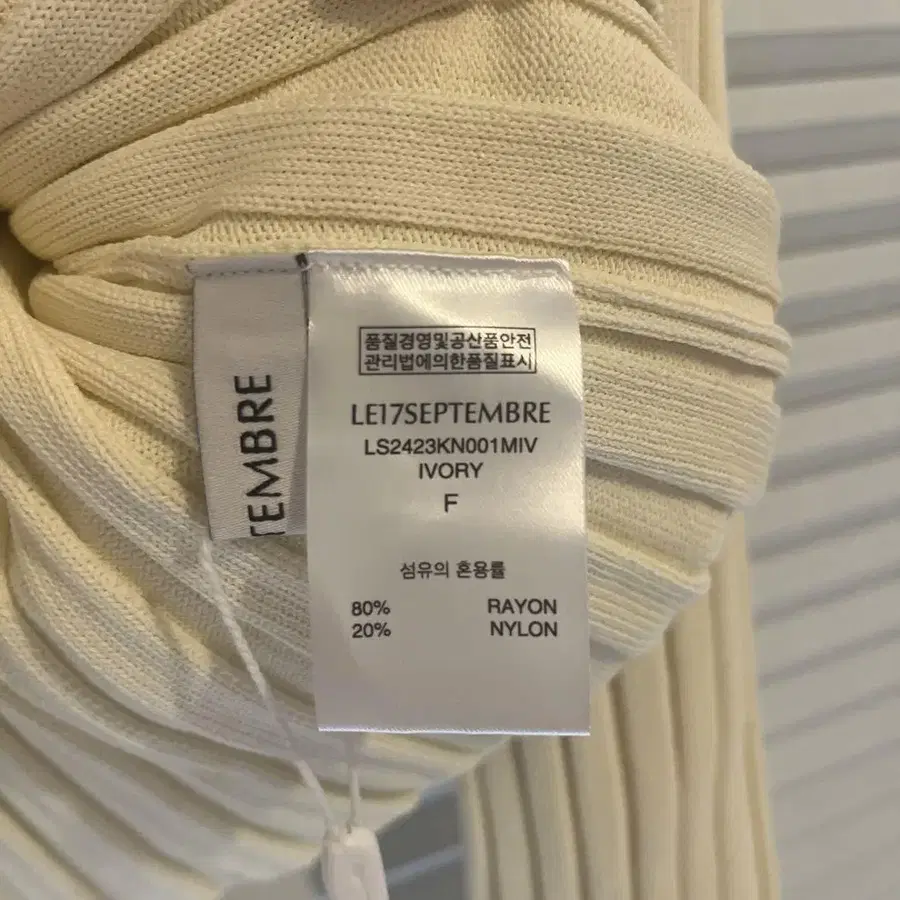 품질경영및공산품안전
관리법에의한품질표시
LE17SEPTEMBRE
LS2423KN001MIV
IVORY
F
섬유의 혼용률
80% RAYON
20% NYLON
TEMBRE